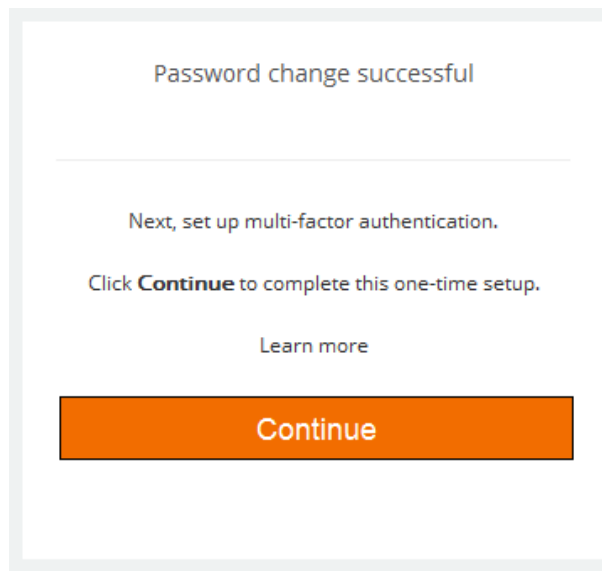 Password change successful
Next, set up multi-factor authentication.
Click Continue to complete this one-time setup.
Learn more
Continue